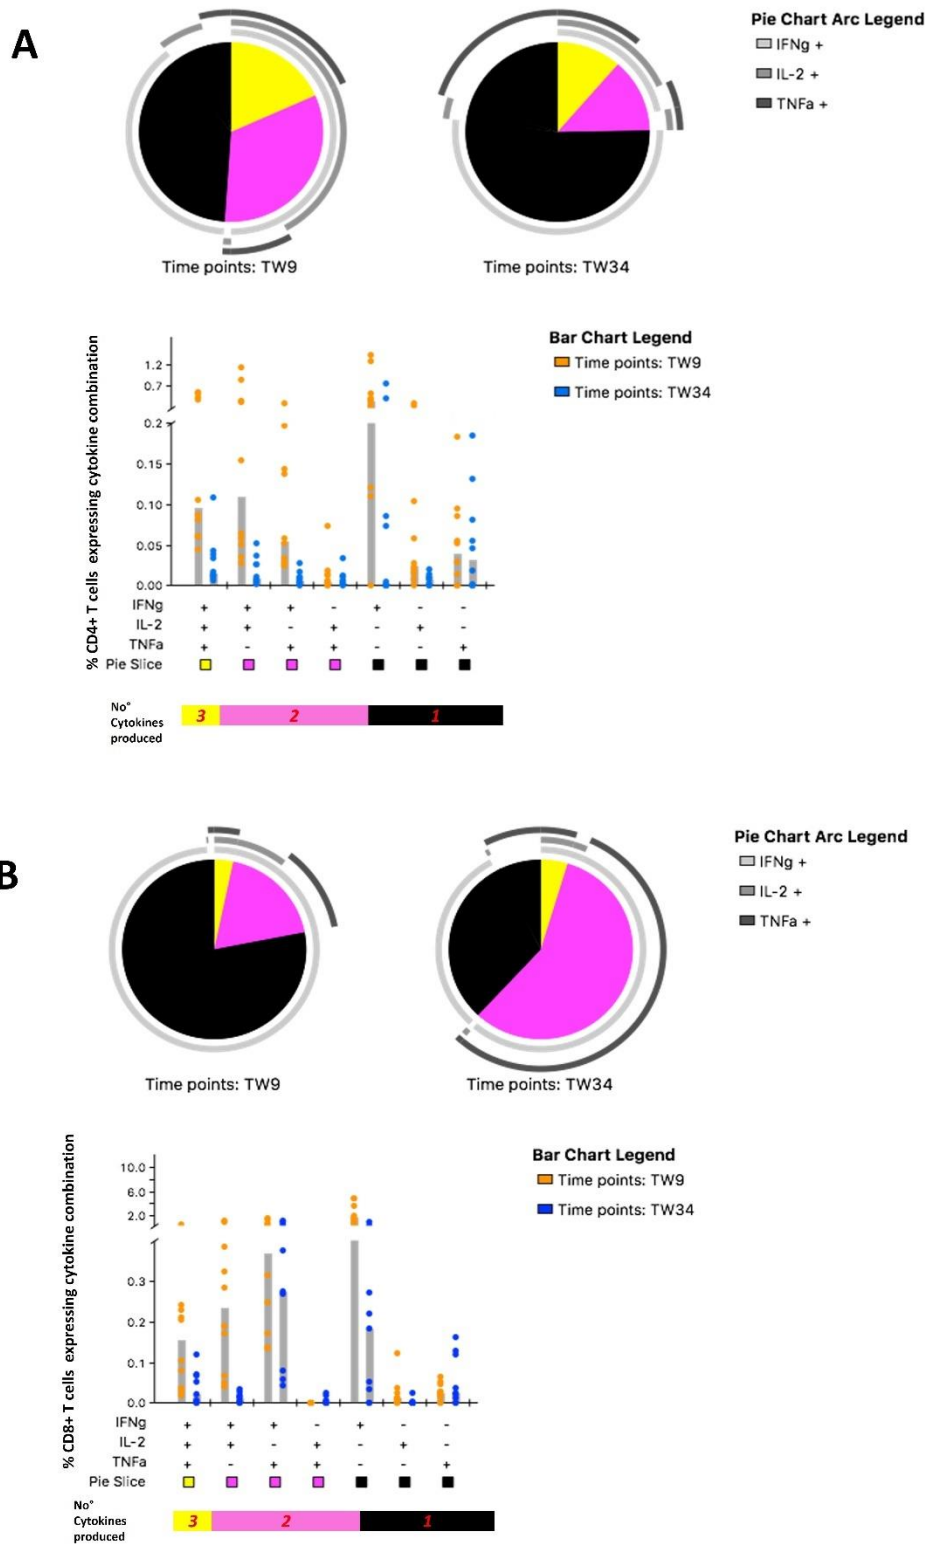 A
Pie Chart Arc Legend
IFNg +
IL-2 +
TNFa +
Time points: TW9
Time points: TW34
Bar Chart Legend
Time points: TW9
Time points: TW34
% CD4+ T cells expressing cytokine combination
1.2
0.7
0.2
0.15
0.10
0.05
0.00
IFNg + + + - + - -
IL-2 + + - + - + -
TNFa + - + + - - +
Pie Slice
No° Cytokines produced
3 2 1
B
Pie Chart Arc Legend
IFNg +
IL-2 +
TNFa +
Time points: TW9
Time points: TW34
Bar Chart Legend
Time points: TW9
Time points: TW34
% CD8+ T cells expressing cytokine combination
10.0
6.0
2.0
0.3
0.2
0.1
0.0
IFNg + + + - + - -
IL-2 + + - + - + -
TNFa + - + + - - +
Pie Slice
No°
Cytokines
produced
3 2 1